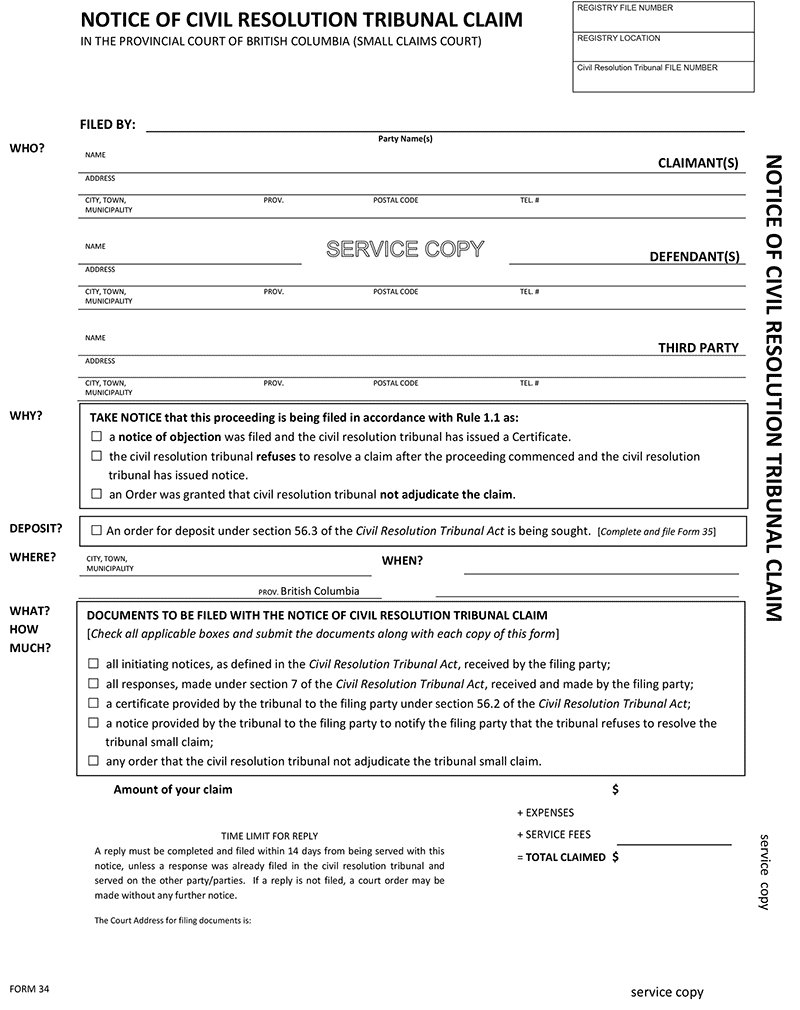 NOTICE OF CIVIL RESOLUTION TRIBUNAL CLAIM
IN THE PROVINCIAL COURT OF BRITISH COLUMBIA (SMALL CLAIMS COURT)
REGISTRY FILE NUMBER
REGISTRY LOCATION
Civil Resolution Tribunal FILE NUMBER
FILED BY:
Party Name(s)
WHO?
NAME
CLAIMANT(S)
ADDRESS
CITY, TOWN, PROV. POSTAL CODE TEL. #
MUNICIPALITY
SERVICE COPY
NAME
DEFENDANT(S)
ADDRESS
CITY, TOWN, PROV. POSTAL CODE TEL. #
MUNICIPALITY
NAME
THIRD PARTY
ADDRESS
CITY, TOWN, PROV. POSTAL CODE TEL. #
MUNICIPALITY
WHY?
TAKE NOTICE that this proceeding is being filed in accordance with Rule 1.1 as:
☐ a notice of objection was filed and the civil resolution tribunal has issued a Certificate.
☐ the civil resolution tribunal refuses to resolve a claim after the proceeding commenced and the civil resolution
tribunal has issued notice.
☐ an Order was granted that civil resolution tribunal not adjudicate the claim.
DEPOSIT?
☐ An order for deposit under section 56.3 of the Civil Resolution Tribunal Act is being sought. [Complete and file Form 35]
WHERE?
CITY, TOWN,
MUNICIPALITY
WHEN?
PROV. British Columbia
WHAT?
HOW
MUCH?
DOCUMENTS TO BE FILED WITH THE NOTICE OF CIVIL RESOLUTION TRIBUNAL CLAIM
[Check all applicable boxes and submit the documents along with each copy of this form]
☐ all initiating notices, as defined in the Civil Resolution Tribunal Act, received by the filing party;
☐ all responses, made under section 7 of the Civil Resolution Tribunal Act, received and made by the filing party;
☐ a certificate provided by the tribunal to the filing party under section 56.2 of the Civil Resolution Tribunal Act;
☐ a notice provided by the tribunal to the filing party to notify the filing party that the tribunal refuses to resolve the
tribunal small claim;
☐ any order that the civil resolution tribunal not adjudicate the tribunal small claim.
Amount of your claim $
+ EXPENSES
+ SERVICE FEES
= TOTAL CLAIMED $
TIME LIMIT FOR REPLY
A reply must be completed and filed within 14 days from being served with this
notice, unless a response was already filed in the civil resolution tribunal and
served on the other party/parties. If a reply is not filed, a court order may be
made without any further notice.
The Court Address for filing documents is:
FORM 34
service copy
NOTICE OF CIVIL RESOLUTION TRIBUNAL CLAIM
service copy